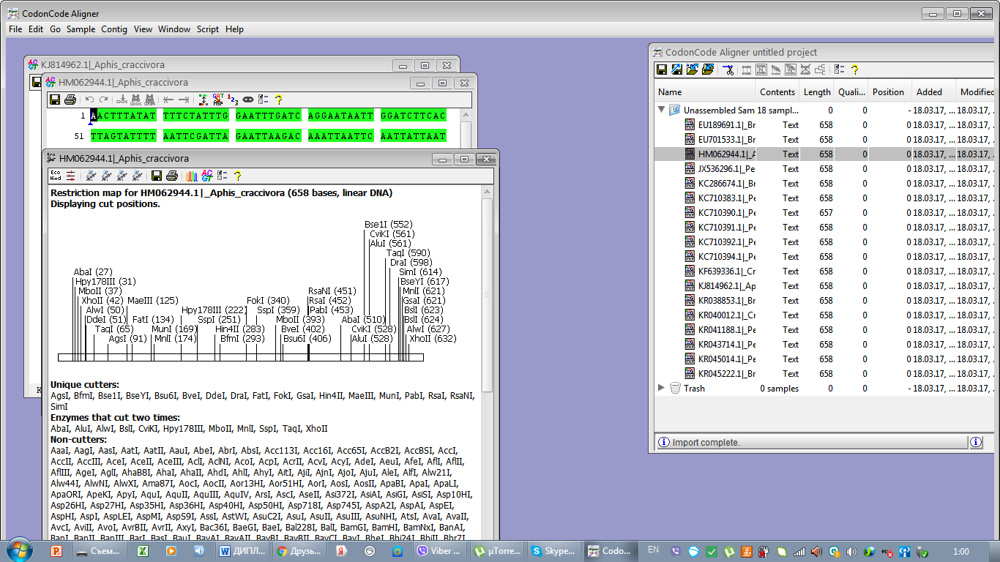 CodonCode Aligner
File Edit Go Sample Contig View Window Script Help
KJ814962.1|_Aphis_craccivora
HM062944.1|_Aphis_craccivora
1 AACTTTATAT TTTCTATTTG GAATTTGATC AGGAATAATT GGATCTTCAC
51 TTAGTATTTT AATTCGATTA GAATTAAGAC AAATTAATTC AATTATTAAT
HM062944.1|_Aphis_craccivora
Eco
Hind
Restriction map for HM062944.1|_Aphis_craccivora (658 bases, linear DNA)
Displaying cut positions.
Bse1I (552)
CviKI (561)
AluI (561)
TaqI (590)
DraI (598)
AbaI (27) SimI (614)
Hpy178III (31) BseYI (617)
MboII (37) RsaNI (451) MnlI (621)
XhoII (42) MaeIII (125) FokI (340) RsaI (452) GsaI (621)
AlwI (50) Hpy178III (222) SspI (359) PabI (453) BslI (623)
DdeI (51) FatI (134) SspI (251) MboII (393) AbaI (510) BslI (624)
TaqI (65) MunI (169) Hin4II (283) BveI (402) CviKI (528) AlwI (627)
AgsI (91) MnlI (174) BfmI (293) Bsu6I (406) AluI (528) XhoII (632)
Unique cutters:
AgsI, BfmI, Bse1I, BseYI, Bsu6I, BveI, DdeI, DraI, FatI, FokI, GsaI, Hin4II, MaeIII, MunI, PabI, RsaI, RsaNI,
SimI
Enzymes that cut two times:
AbaI, AluI, AlwI, BslI, CviKI, Hpy178III, MboII, MnlI, SspI, TaqI, XhoII
Non-cutters:
AaaI, AagI, AasI, AatI, AatII, AauI, AbeI, AbrI, AbsI, Acc113I, Acc16I, Acc65I, AccB2I, AccBSI, AccI,
AccII, AccIII, AceI, AceII, AceIII, AclI, AclNI, AcoI, AcpI, AcrII, AcvI, AcyI, AdeI, AeuI, AfeI, AflI, AflII,
AflIII, AgeI, AglI, AhaB8I, AhaI, AhaII, AhdI, AhlI, AhyI, AitI, AjiI, AjnI, AjoI, AjuI, AleI, AlfI, Alw21I,
Alw44I, AlwNI, AlwXI, Ama87I, AocI, AocII, Aor13HI, Aor51HI, AorI, AosI, AosII, ApaBI, ApaI, ApaLI,
ApaORI, ApeKI, ApyI, AquI, AquII, AquIII, AquIV, ArsI, AscI, AseII, Asi372I, AsiAI, AsiGI, AsiSI, Asp10HI,
Asp26HI, Asp27HI, Asp35HI, Asp36HI, Asp40HI, Asp50HI, Asp718I, Asp745I, AspA2I, AspAI, AspEI,
AspHI, AspI, AspLEI, AspMI, AspS9I, AssI, AstWI, AsuC2I, AsuI, AsuII, AsuIII, AsuNHI, AtsI, AvaI, AvaII,
AvcI, AviII, AvoI, AvrBII, AvrII, AxyI, Bac36I, BaeGI, BaeI, Bal228I, BalI, BamGI, BamHI, BamNxI, BanAI,
CodonCode Aligner untitled project
Name Contents Length Quali... Position Added Modified
Unassembled Sam 18 sampl... 0 0 - 18.03.17, ... 18.03.17, .
EU189691.1|_Br Text 658 0 0 18.03.17, ... 18.03.17, .
EU701533.1|_Br Text 658 0 0 18.03.17, ... 18.03.17, .
HM062944.1|_A Text 658 0 0 18.03.17, ... 18.03.17, .
JX536296.1|_Pe Text 658 0 0 18.03.17, ... 18.03.17, .
KC286674.1|_Br Text 658 0 0 18.03.17, ... 18.03.17, .
KC710383.1|_Pe Text 658 0 0 18.03.17, ... 18.03.17, .
KC710390.1|_Pe Text 657 0 0 18.03.17, ... 18.03.17, .
KC710391.1|_Pe Text 658 0 0 18.03.17, ... 18.03.17, .
KC710392.1|_Pe Text 658 0 0 18.03.17, ... 18.03.17, .
KC710394.1|_Pe Text 658 0 0 18.03.17, ... 18.03.17, .
KF639336.1|_Cr Text 658 0 0 18.03.17, ... 18.03.17, .
KJ814962.1|_Ap Text 658 0 0 18.03.17, ... 18.03.17, .
KR038853.1|_Br Text 658 0 0 18.03.17, ... 18.03.17, .
KR040012.1|_Cr Text 658 0 0 18.03.17, ... 18.03.17, .
KR041188.1|_Pe Text 658 0 0 18.03.17, ... 18.03.17, .
KR043714.1|_Pe Text 658 0 0 18.03.17, ... 18.03.17, .
KR045014.1|_Pe Text 658 0 0 18.03.17, ... 18.03.17, .
KR045222.1|_Br Text 658 0 0 18.03.17, ... 18.03.17, .
Trash 0 samples 0 0 - 18.03.17, ... 18.03.17, .
Import complete.
Съем... ДИПЛ... Друзь... Viber ... µTorre... Skype... Codo... EN 1:00